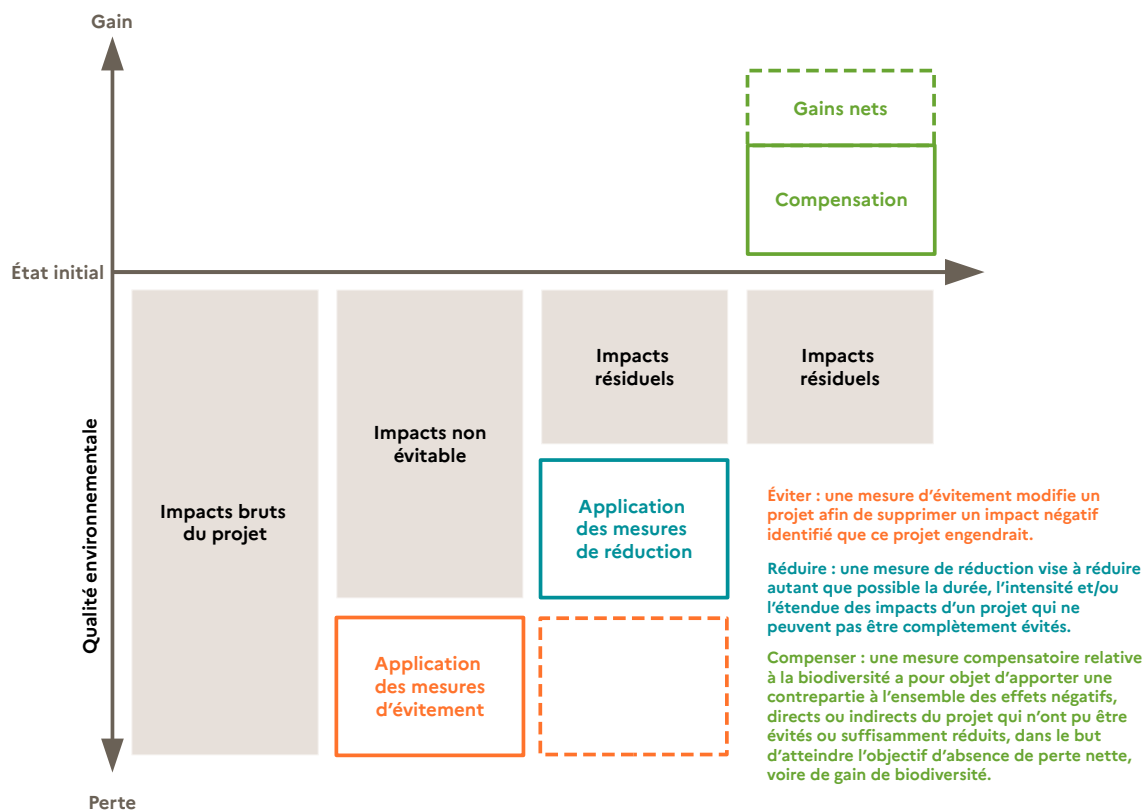 Gain
Gains nets
Compensation
État initial
Impacts
résiduels
Impacts
résiduels
Impacts non
évitable
Impacts bruts
du projet
Qualité environnementale
Application
des mesures
de réduction
Application
des mesures
d'évitement
Éviter : une mesure d'évitement modifie un
projet afin de supprimer un impact négatif
identifié que ce projet engendrait.
Réduire : une mesure de réduction vise à réduire
autant que possible la durée, l'intensité et/ou
l'étendue des impacts d'un projet qui ne
peuvent pas être complètement évités.
Compenser : une mesure compensatoire relative
à la biodiversité a pour objet d'apporter une
contrepartie à l'ensemble des effets négatifs,
directs ou indirects du projet qui n'ont pu être
évités ou suffisamment réduits, dans le but
d'atteindre l'objectif d'absence de perte nette,
voire de gain de biodiversité.
Perte